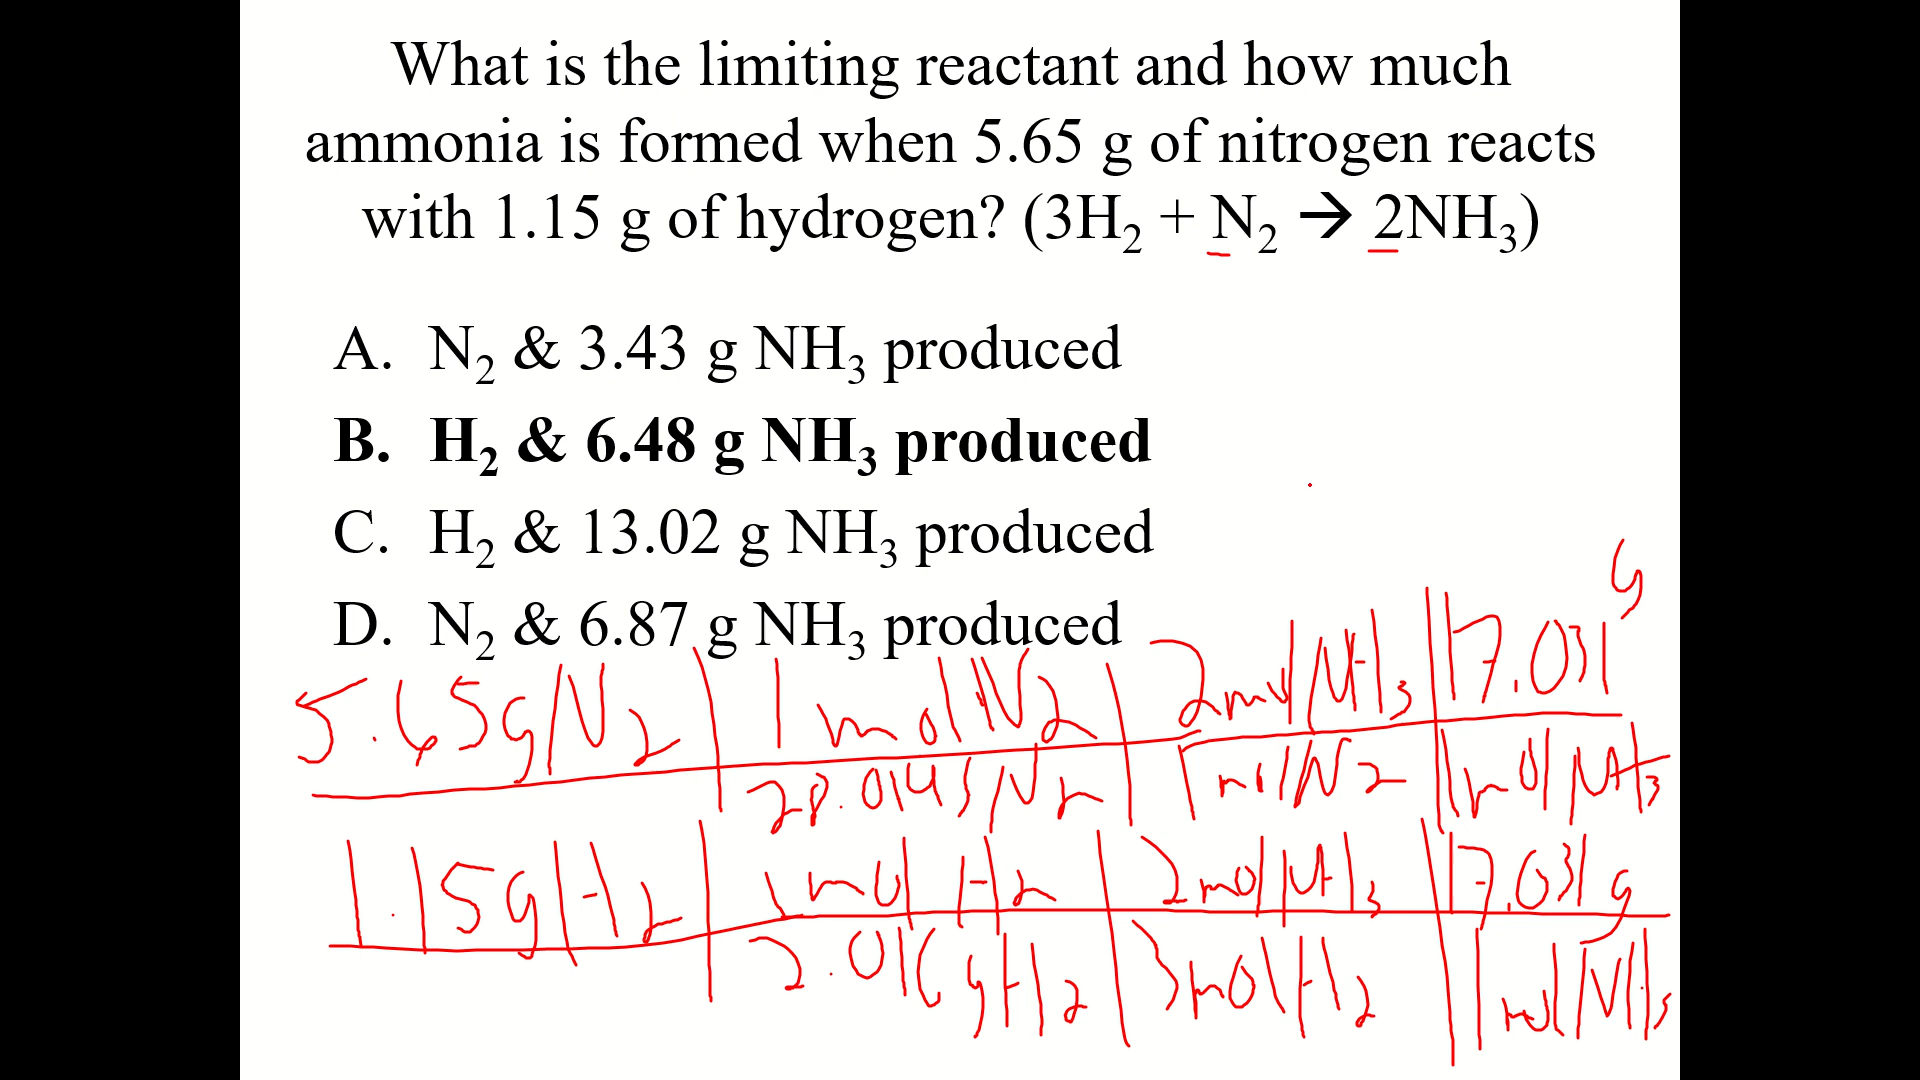 What is the limiting reactant and how much
ammonia is formed when 5.65 g of nitrogen reacts
with 1.15 g of hydrogen? (3H₂ + N₂ → 2NH₃)
A. N₂ & 3.43 g NH₃ produced
B. H₂ & 6.48 g NH₃ produced
C. H₂ & 13.02 g NH₃ produced
D. N₂ & 6.87 g NH₃ produced
5.65g N₂ | 1 mol N₂ | 2 mol NH₃ | 17.031 g
28.014g N₂ | 1 mol N₂ | 1 mol NH₃
1.15g H₂ | 1 mol H₂ | 2 mol NH₃ | 17.031 g
2.016 g H₂ | 3 mol H₂ | 1 mol NH₃